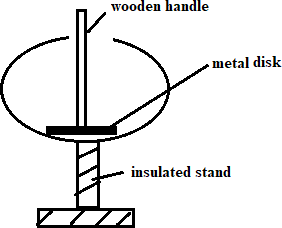 wooden handle
metal disk
insulated stand